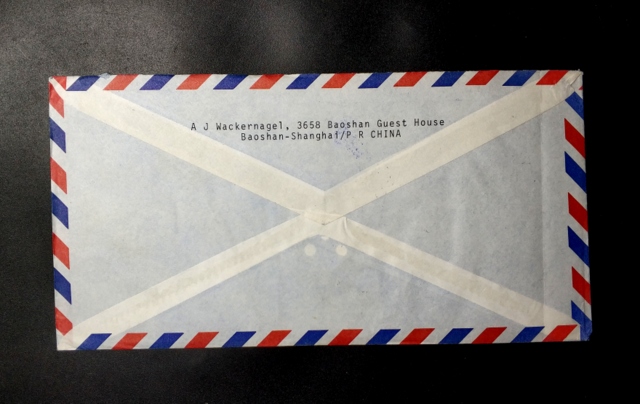 A J Wackernagel, 3658 Baoshan Guest House
Baoshan-Shanghai/P R CHINA